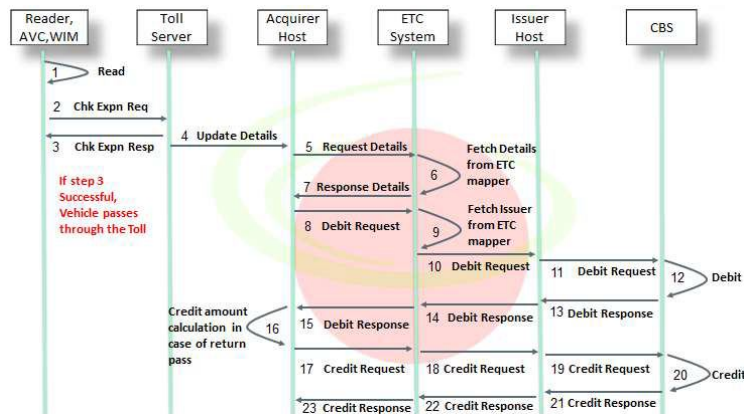 Reader,
AVC,WIM
Toll
Server
Acquirer
Host
ETC
System
Issuer
Host
CBS
1 Read
2 Chk Expn Req
3 Chk Expn Resp
4 Update Details
5 Request Details
6 Fetch Details
from ETC
mapper
7 Response Details
If step 3
Successful,
Vehicle passes
through the Toll
8 Debit Request
9 Fetch Issuer
from ETC
mapper
10 Debit Request
11 Debit Request
12 Debit
13 Debit Response
14 Debit Response
15 Debit Response
16 Credit amount
calculation in
case of return
pass
17 Credit Request
18 Credit Request
19 Credit Request
20 Credit
21 Credit Response
22 Credit Response
23 Credit Response